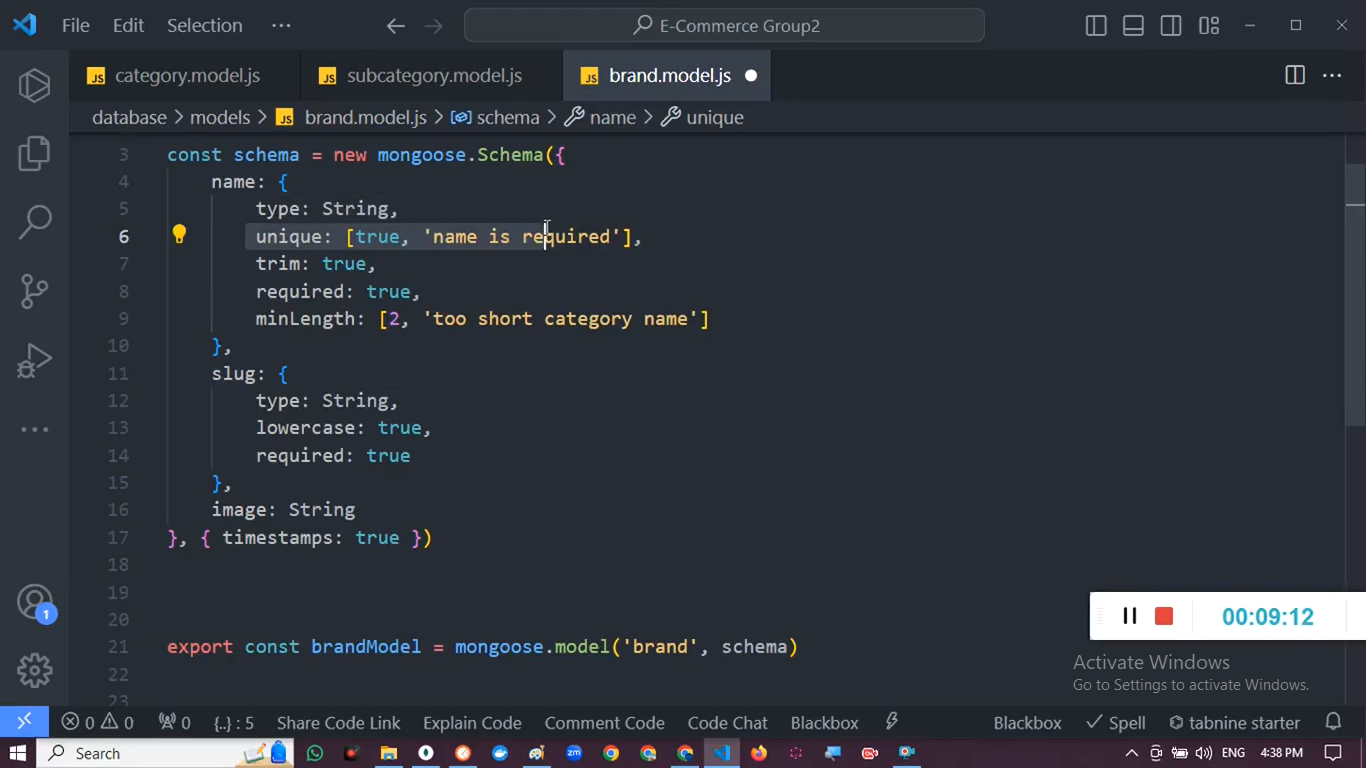 File Edit Selection ··· E-Commerce Group2
JS category.model.js JS subcategory.model.js JS brand.model.js
database > models > JS brand.model.js > schema > name > unique
3 const schema = new mongoose.Schema({
4 name: {
5 type: String,
6 unique: [true, 'name is required'],
7 trim: true,
8 required: true,
9 minLength: [2, 'too short category name']
10 },
11 slug: {
12 type: String,
13 lowercase: true,
14 required: true
15 },
16 image: String
17 }, { timestamps: true })
18
19
20
21 export const brandModel = mongoose.model('brand', schema)
22
23
1
00:09:12
Activate Windows
Go to Settings to activate Windows.
0 0 0 {..} : 5 Share Code Link Explain Code Comment Code Code Chat Blackbox Blackbox Spell tabnine starter
Search ENG 4:38 PM